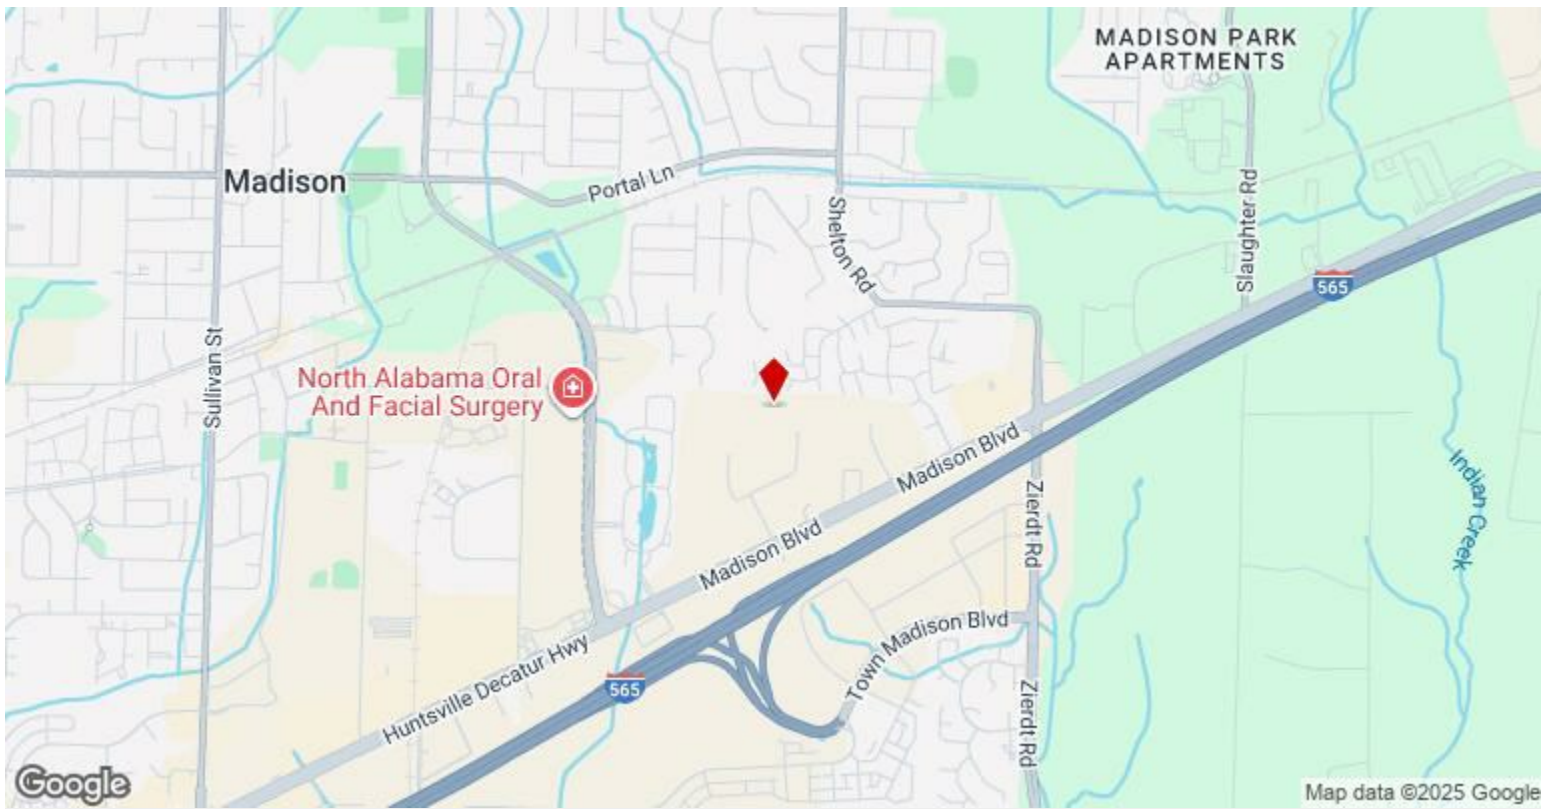 MADISON PARK
APARTMENTS
Madison
Portal Ln
Shelton Rd
Slaughter Rd
565
Sullivan St
North Alabama Oral
And Facial Surgery
Madison Blvd
Indian Creek
Zierdt Rd
Madison Blvd
Town Madison Blvd
Huntsville Decatur Hwy
565
Zierdt Rd
Google
Map data ©2025 Google